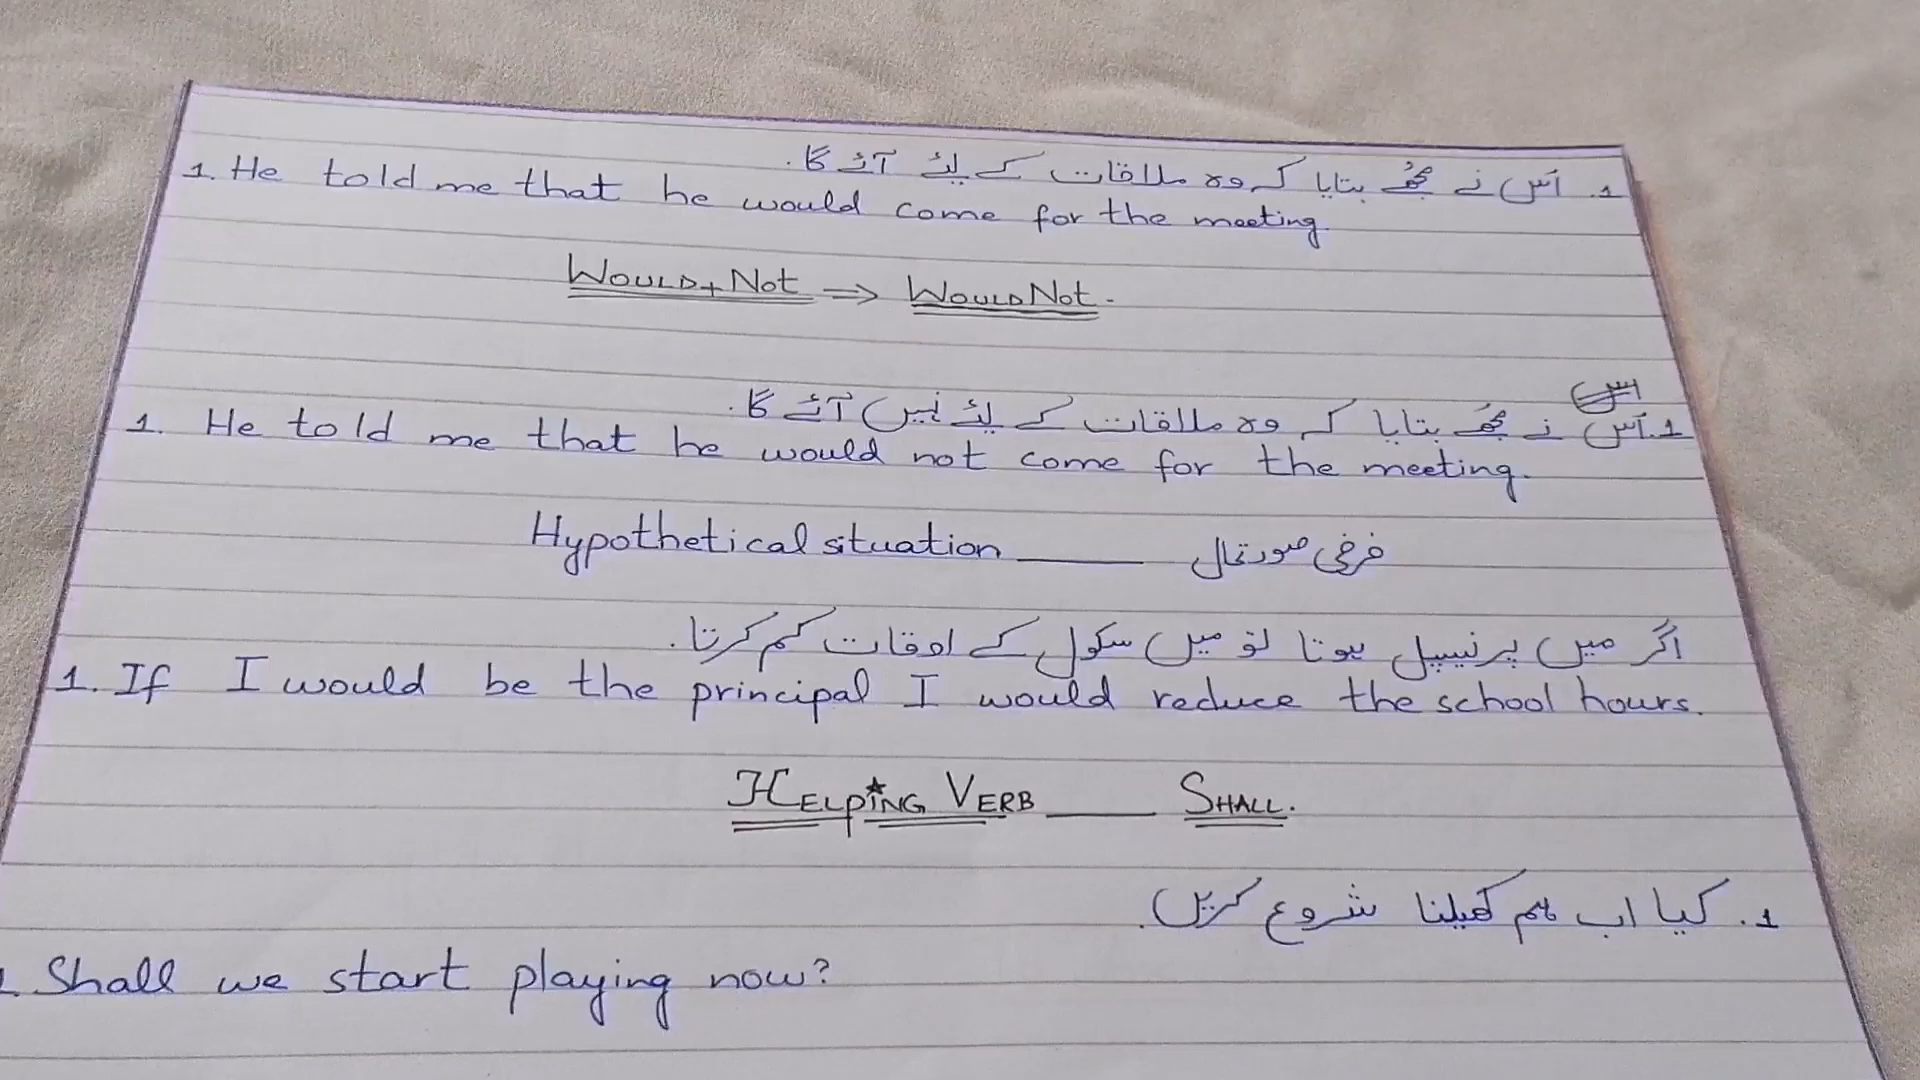 1. اُس نے مجھے بتایا کہ وہ ملاقات کے لئے آئے گا.
1. He told me that he would come for the meeting.
WOULD + NOT ⇒ WOULD NOT.
1. اُس نے مجھے بتایا کہ وہ ملاقات کے لئے نہیں آئے گا.
1. He told me that he would not come for the meeting.
Hypothetical situation ____ فرضی صورتحال
اگر میں پرنسیپل ہوتا تو میں سکول کے اوقات کم کرتا.
1. If I would be the principal I would reduce the school hours.
HELPING VERB ____ SHALL.
1. کیا اب ہم کھیلنا شروع کریں.
1. Shall we start playing now?